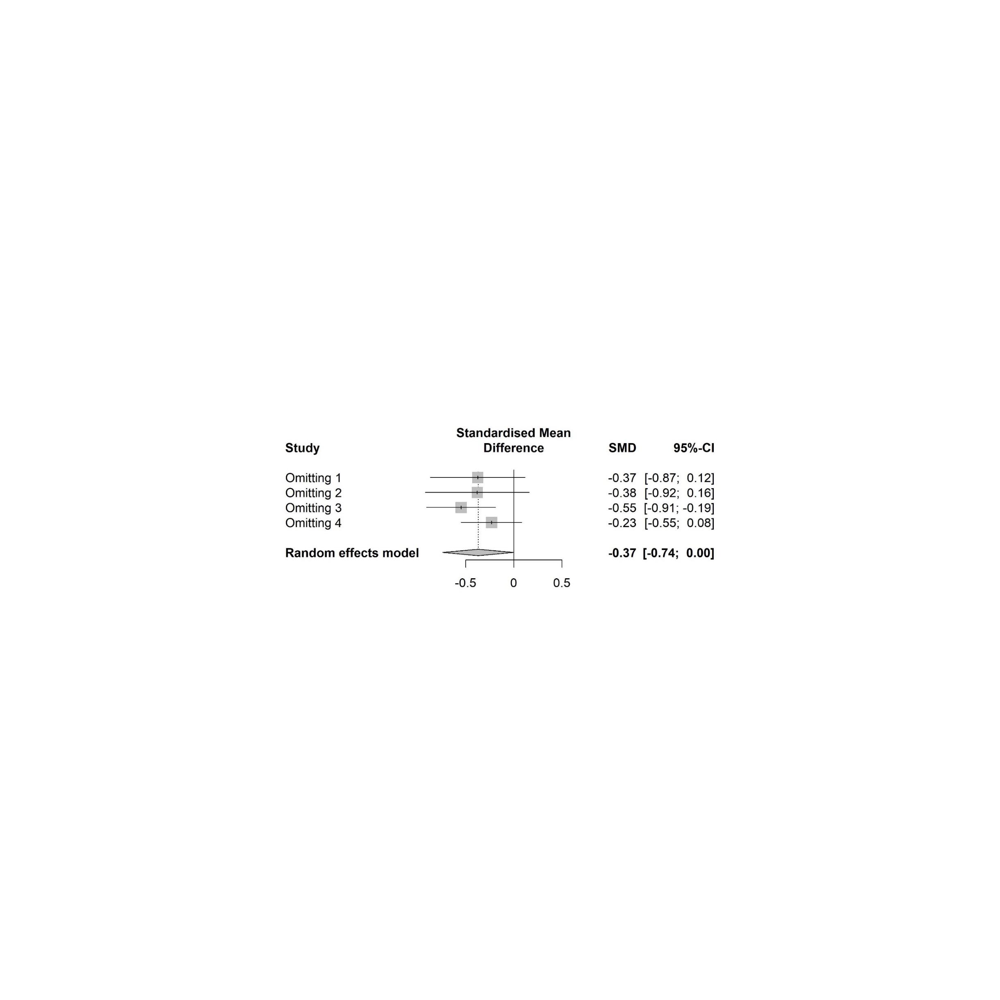 Standardised Mean
Study Difference SMD 95%-CI
Omitting 1 -0.37 [-0.87; 0.12]
Omitting 2 -0.38 [-0.92; 0.16]
Omitting 3 -0.55 [-0.91; -0.19]
Omitting 4 -0.23 [-0.55; 0.08]
Random effects model -0.37 [-0.74; 0.00]
-0.5 0 0.5